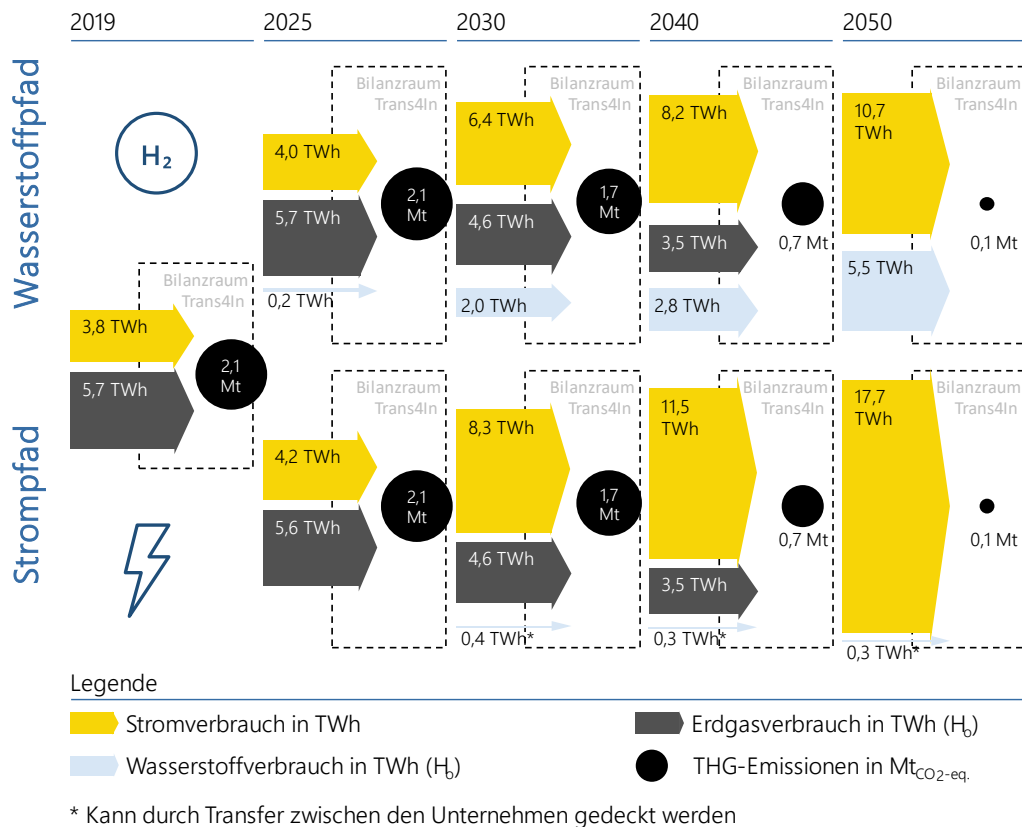 2019 2025 2030 2040 2050
Wasserstoffpfad
H2
Bilanzraum
Trans4In
4,0 TWh
5,7 TWh
0,2 TWh
2,1
Mt
Bilanzraum
Trans4In
6,4 TWh
4,6 TWh
2,0 TWh
1,7
Mt
Bilanzraum
Trans4In
8,2 TWh
3,5 TWh
2,8 TWh
0,7 Mt
Bilanzraum
Trans4In
10,7
TWh
5,5 TWh
0,1 Mt
Bilanzraum
Trans4In
3,8 TWh
5,7 TWh
2,1
Mt
Strompfad
Bilanzraum
Trans4In
4,2 TWh
5,6 TWh
2,1
Mt
Bilanzraum
Trans4In
8,3 TWh
4,6 TWh
0,4 TWh*
1,7
Mt
Bilanzraum
Trans4In
11,5
TWh
3,5 TWh
0,3 TWh*
0,7 Mt
Bilanzraum
Trans4In
17,7
TWh
0,3 TWh*
0,1 Mt
Legende
Stromverbrauch in TWh
Erdgasverbrauch in TWh (Ho)
Wasserstoffverbrauch in TWh (Ho)
THG-Emissionen in MtCO2-eq.
* Kann durch Transfer zwischen den Unternehmen gedeckt werden